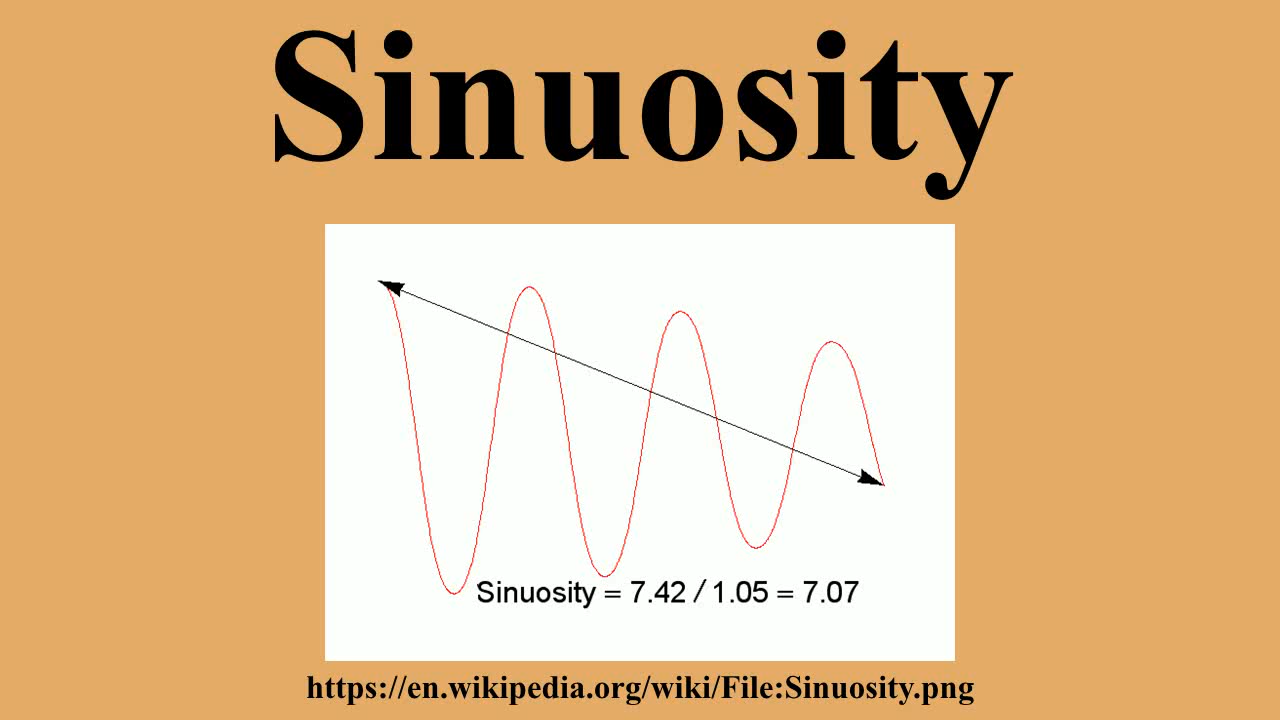 Sinuosity
Sinuosity = 7.42 / 1.05 = 7.07
https://en.wikipedia.org/wiki/File:Sinuosity.png